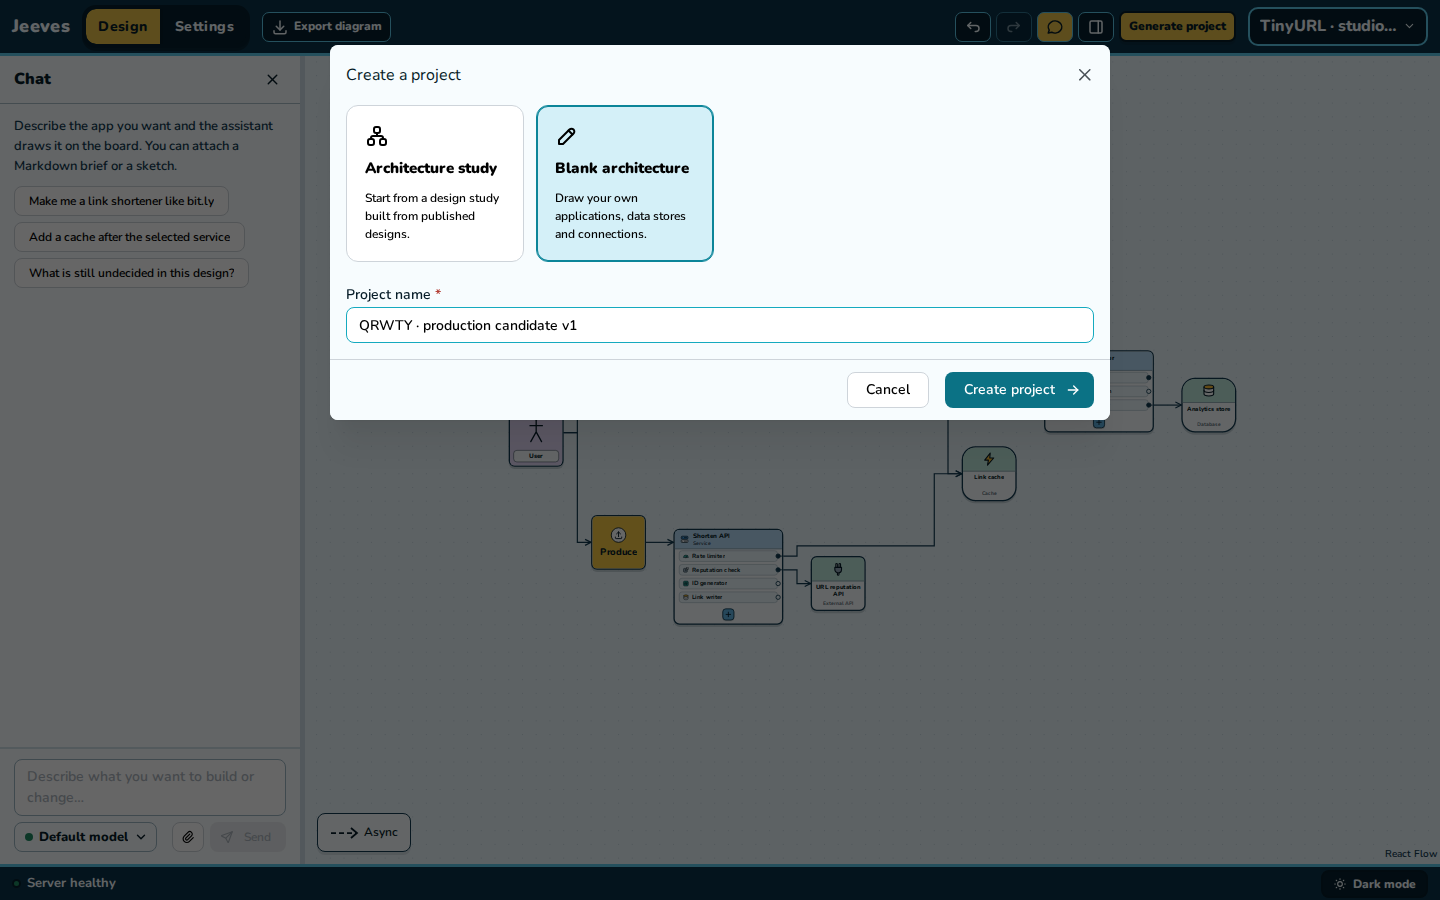 Jeeves
Design
Settings
Export diagram
Generate project
TinyURL · studio...
Chat
Describe the app you want and the assistant
draws it on the board. You can attach a
Markdown brief or a sketch.
Make me a link shortener like bit.ly
Add a cache after the selected service
What is still undecided in this design?
Describe what you want to build or
change...
Default model
Send
Create a project
Architecture study
Start from a design study
built from published
designs.
Blank architecture
Draw your own
applications, data stores
and connections.
Project name *
QRWTY · production candidate v1
Cancel
Create project
User
Produce
Shorten API
Service
Rate limiter
Reputation check
ID generator
Link writer
URL reputation
API
External API
Link cache
Cache
Analytics store
Database
Async
React Flow
Server healthy
Dark mode